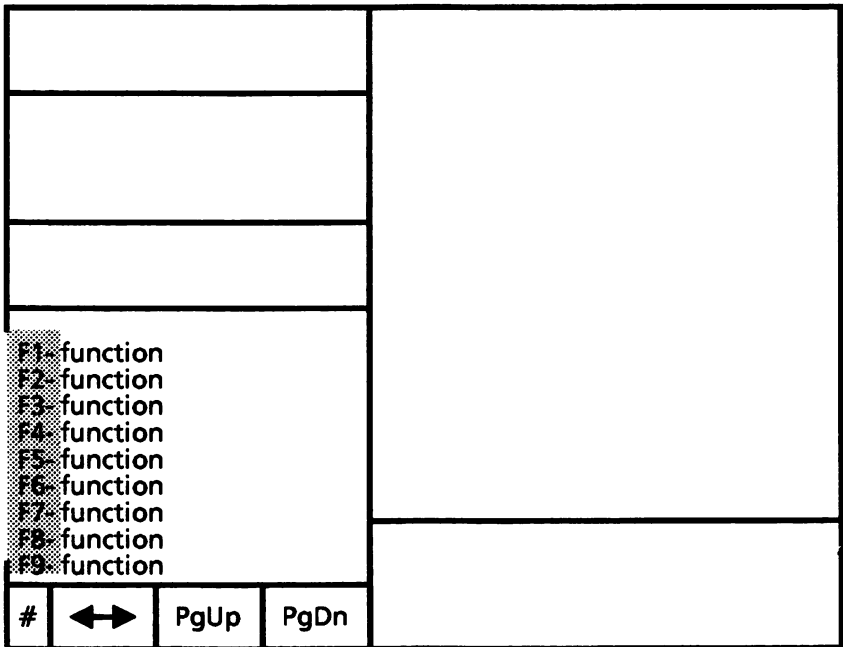 F1- function
F2- function
F3- function
F4- function
F5- function
F6- function
F7- function
F8- function
F9- function
# PgUp PgDn